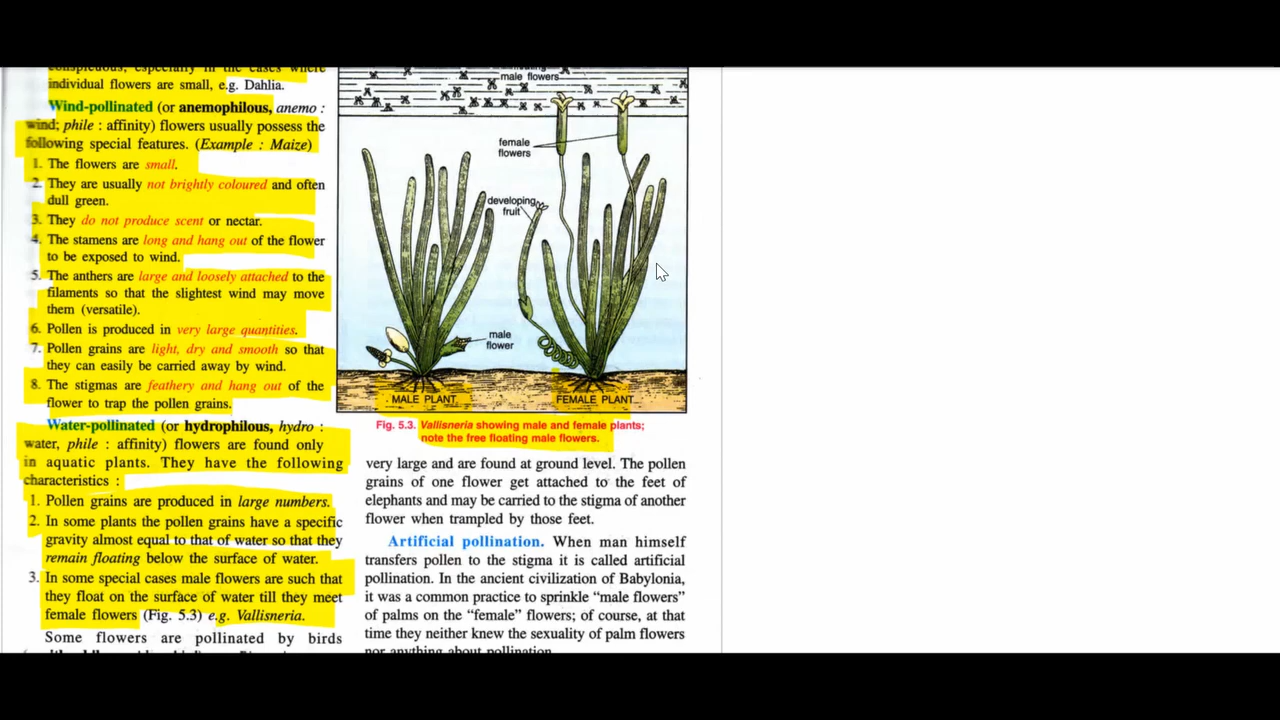 conspicuous, especially in the cases where
individual flowers are small, e.g. Dahlia.
Wind-pollinated (or anemophilous, anemo :
wind; phile : affinity) flowers usually possess the
following special features. (Example : Maize)
1. The flowers are small.
2. They are usually not brightly coloured and often
dull green.
3. They do not produce scent or nectar.
4. The stamens are long and hang out of the flower
to be exposed to wind.
5. The anthers are large and loosely attached to the
filaments so that the slightest wind may move
them (versatile).
6. Pollen is produced in very large quantities.
7. Pollen grains are light, dry and smooth so that
they can easily be carried away by wind.
8. The stigmas are feathery and hang out of the
flower to trap the pollen grains.
Water-pollinated (or hydrophilous, hydro :
water, phile : affinity) flowers are found only
in aquatic plants. They have the following
characteristics :
1. Pollen grains are produced in large numbers.
2. In some plants the pollen grains have a specific
gravity almost equal to that of water so that they
remain floating below the surface of water.
3. In some special cases male flowers are such that
they float on the surface of water till they meet
female flowers (Fig. 5.3) e.g. Vallisneria.
Some flowers are pollinated by birds
male flowers
female
flowers
developing
fruit
male
flower
MALE PLANT
FEMALE PLANT
Fig. 5.3. Vallisneria showing male and female plants;
note the free floating male flowers.
very large and are found at ground level. The pollen
grains of one flower get attached to the feet of
elephants and may be carried to the stigma of another
flower when trampled by those feet.
Artificial pollination. When man himself
transfers pollen to the stigma it is called artificial
pollination. In the ancient civilization of Babylonia,
it was a common practice to sprinkle “male flowers”
of palms on the “female” flowers; of course, at that
time they neither knew the sexuality of palm flowers
nor anything about pollination.